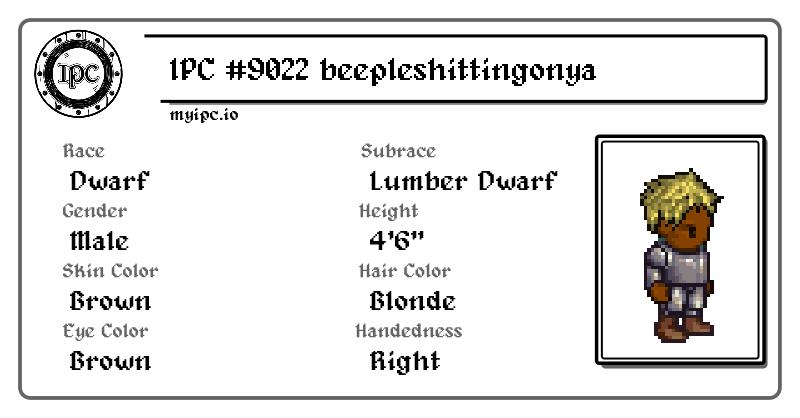 IPC
IPC #9022 beepleshittingonya
myipc.io
Race
Dwarf
Subrace
Lumber Dwarf
Gender
Male
Height
4'6"
Skin Color
Brown
Hair Color
Blonde
Eye Color
Brown
Handedness
Right